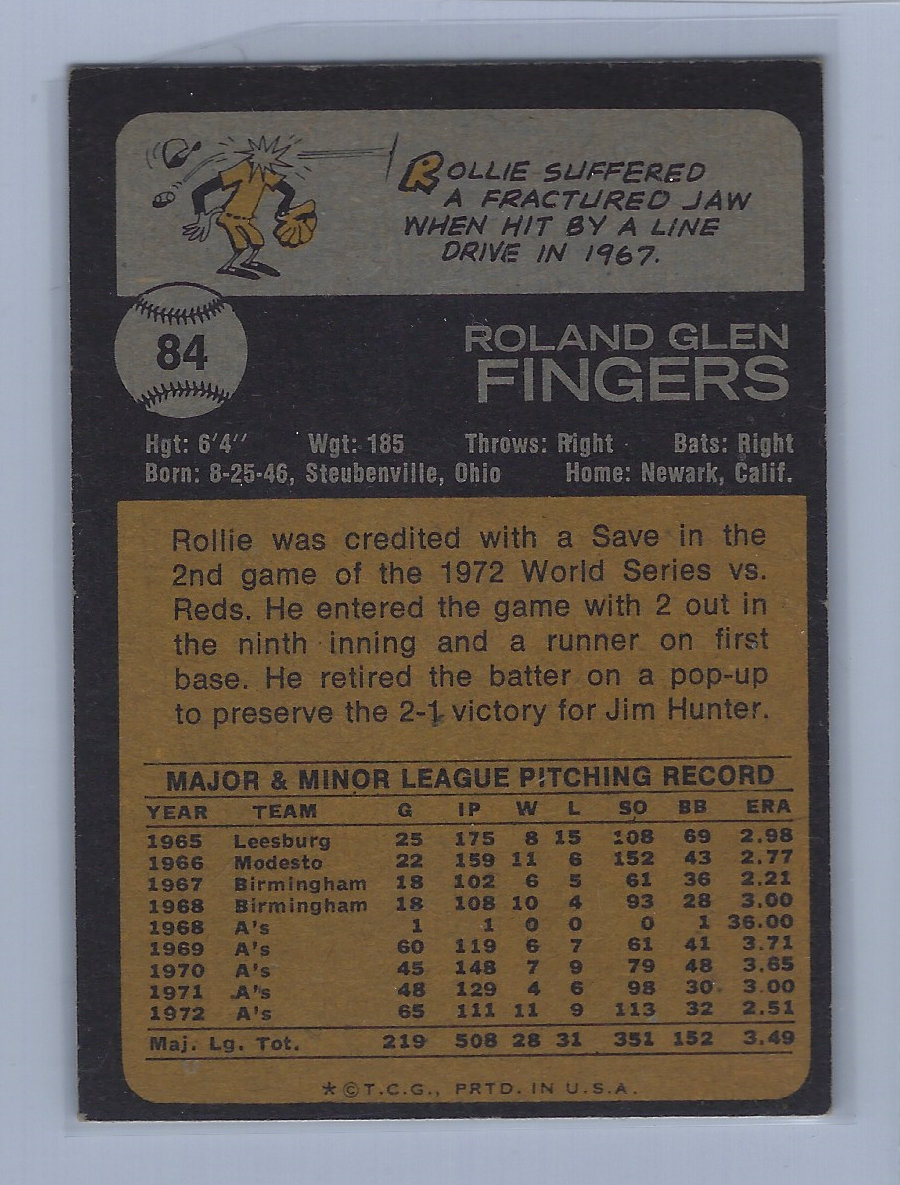 ROLLIE SUFFERED
A FRACTURED JAW
WHEN HIT BY A LINE
DRIVE IN 1967.
84
ROLAND GLEN
FINGERS
Hgt: 6'4" Wgt: 185 Throws: Right Bats: Right
Born: 8-25-46, Steubenville, Ohio Home: Newark, Calif.
Rollie was credited with a Save in the
2nd game of the 1972 World Series vs.
Reds. He entered the game with 2 out in
the ninth inning and a runner on first
base. He retired the batter on a pop-up
to preserve the 2-1 victory for Jim Hunter.
MAJOR & MINOR LEAGUE PITCHING RECORD
YEAR TEAM G IP W L SO BB ERA
1965 Leesburg 25 175 8 15 108 69 2.98
1966 Modesto 22 159 11 6 152 43 2.77
1967 Birmingham 18 102 6 5 61 36 2.21
1968 Birmingham 18 108 10 4 93 28 3.00
1968 A's 1 1 0 0 0 1 36.00
1969 A's 60 119 6 7 61 41 3.71
1970 A's 45 148 7 9 79 48 3.65
1971 A's 48 129 4 6 98 30 3.00
1972 A's 65 111 11 9 113 32 2.51
Maj. Lg. Tot. 219 508 28 31 351 152 3.49
*©T.C.G., PRTD. IN U.S.A.